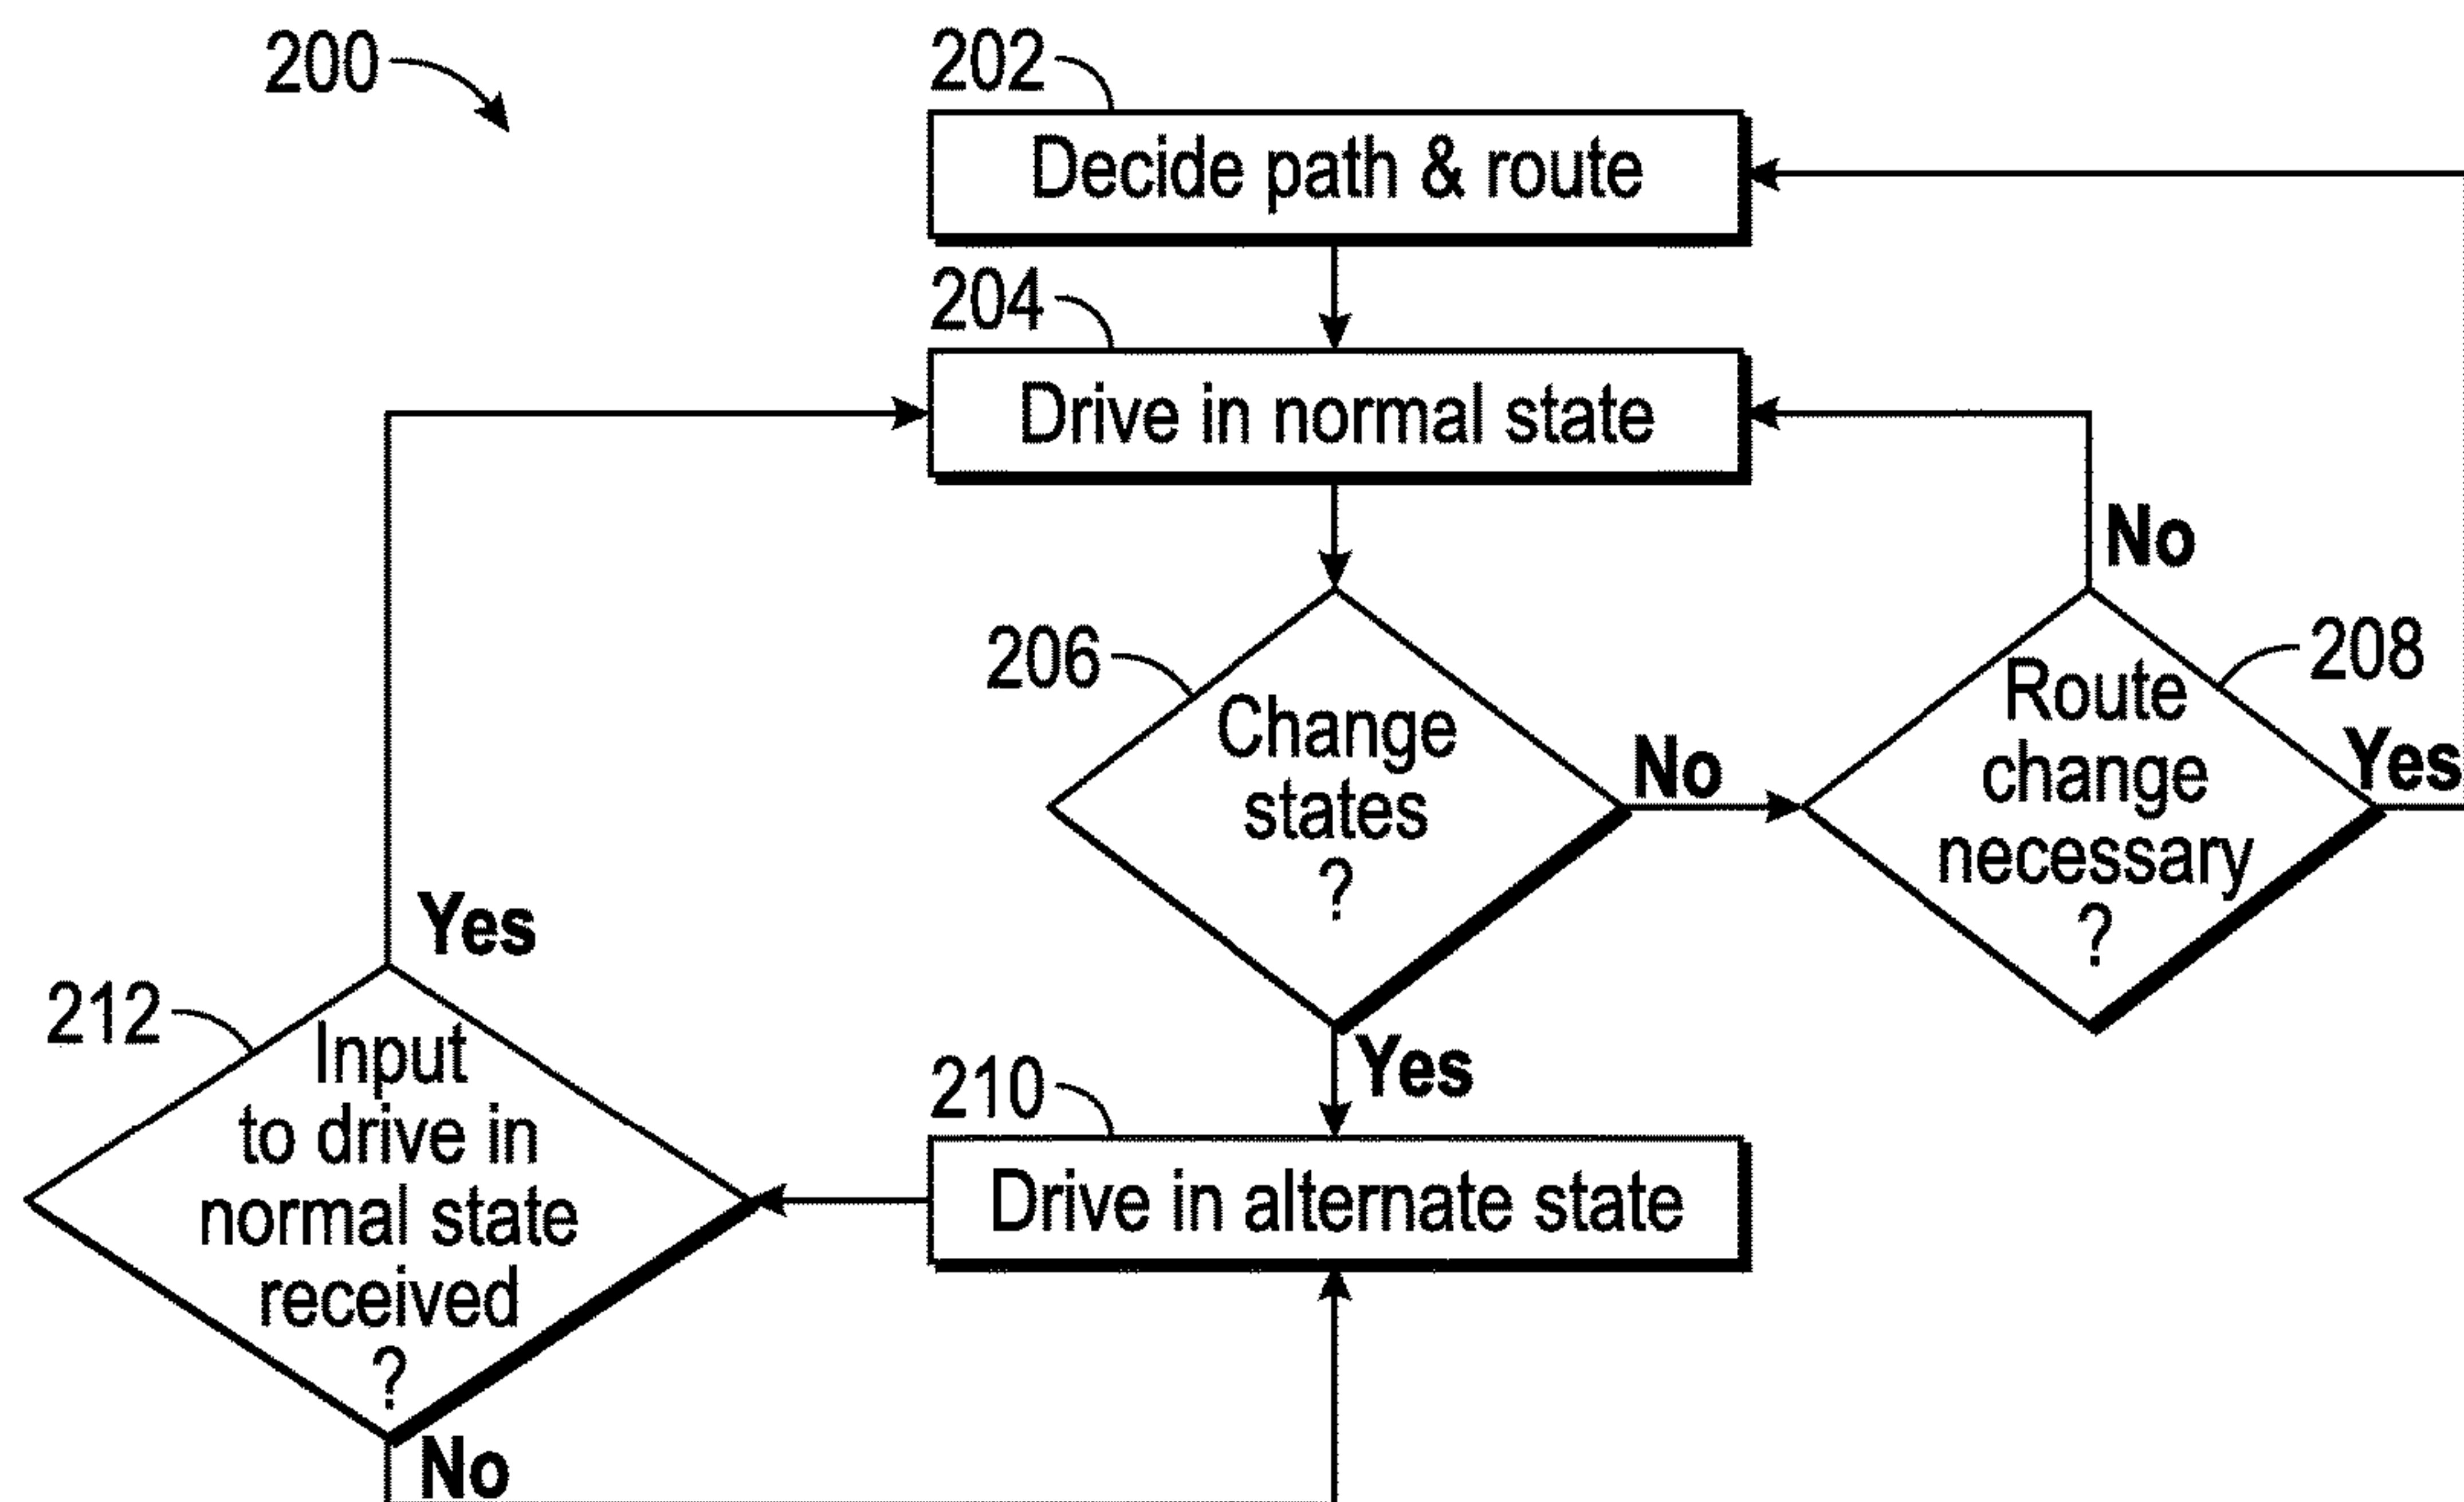 200
202
Decide path & route
204
Drive in normal state
No
206
208
Change
states
?
No
Route
change
necessary
?
Yes
Yes
212
Input
to drive in
normal state
received
?
Yes
210
Drive in alternate state
No